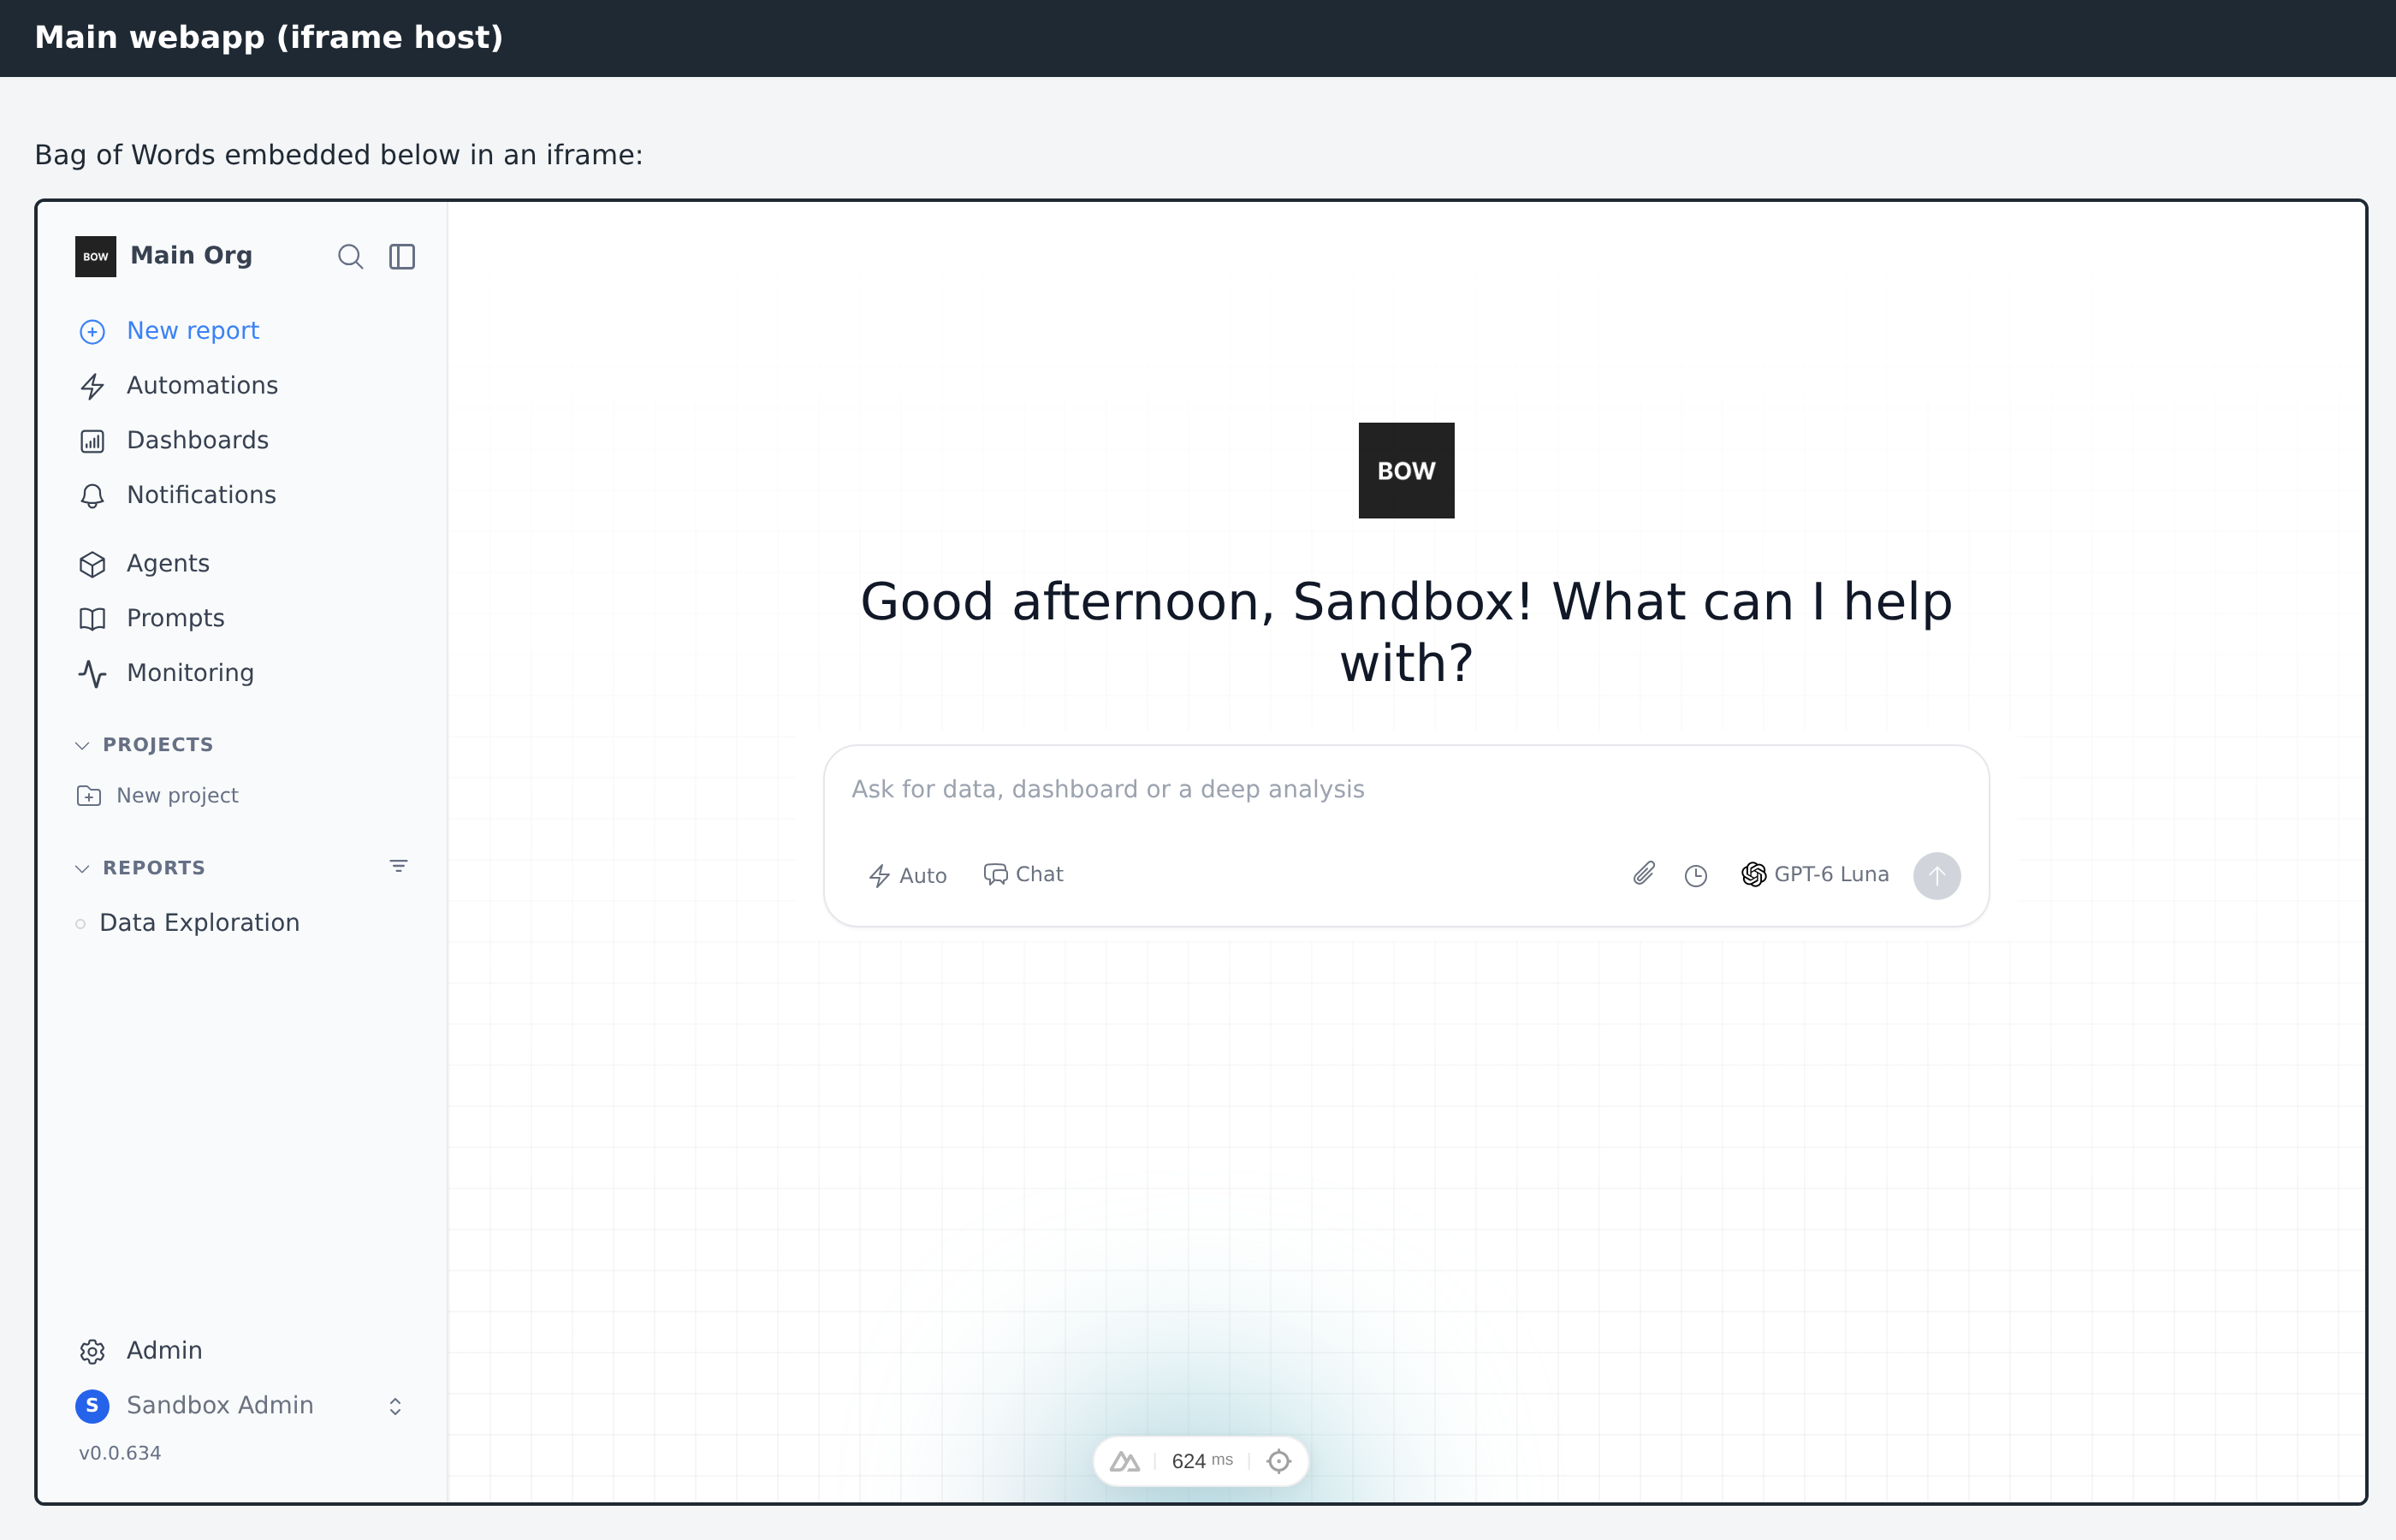 Main webapp (iframe host)
Bag of Words embedded below in an iframe:
BOW
Main Org
New report
Automations
Dashboards
Notifications
Agents
Prompts
Monitoring
PROJECTS
New project
REPORTS
Data Exploration
Admin
S
Sandbox Admin
v0.0.634
BOW
Good afternoon, Sandbox! What can I help
with?
Ask for data, dashboard or a deep analysis
Auto
Chat
GPT-6 Luna
624 ms